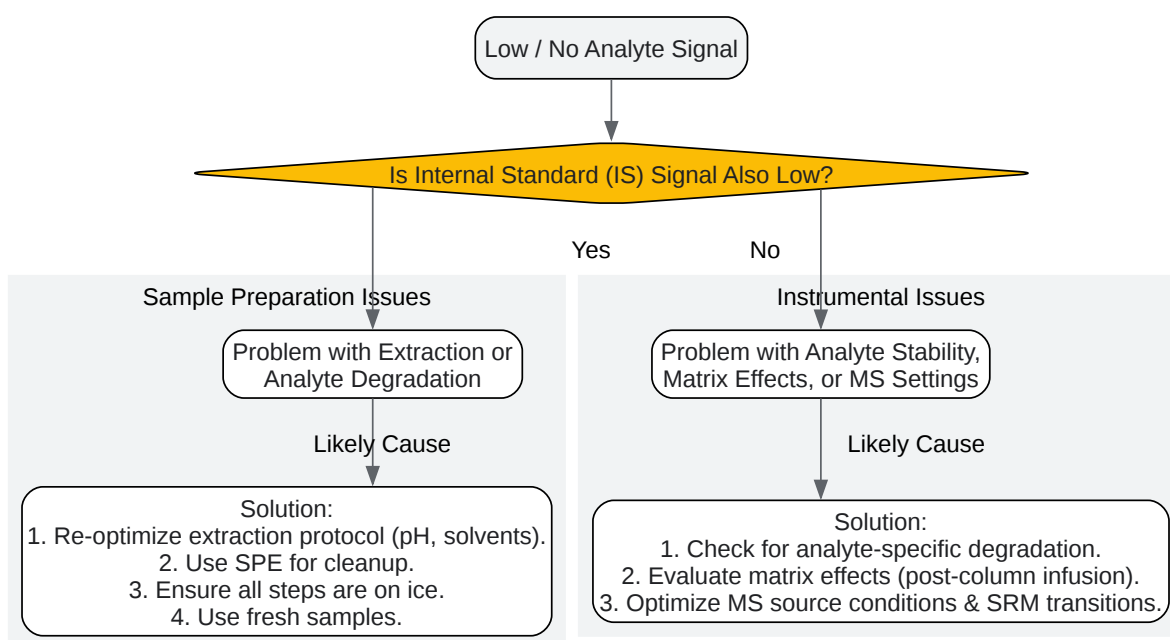 Low / No Analyte Signal
Is Internal Standard (IS) Signal Also Low?
Yes
No
Sample Preparation Issues
Instrumental Issues
Problem with Extraction or
Analyte Degradation
Problem with Analyte Stability,
Matrix Effects, or MS Settings
Likely Cause
Likely Cause
Solution:
1. Re-optimize extraction protocol (pH, solvents).
2. Use SPE for cleanup.
3. Ensure all steps are on ice.
4. Use fresh samples.
Solution:
1. Check for analyte-specific degradation.
2. Evaluate matrix effects (post-column infusion).
3. Optimize MS source conditions & SRM transitions.